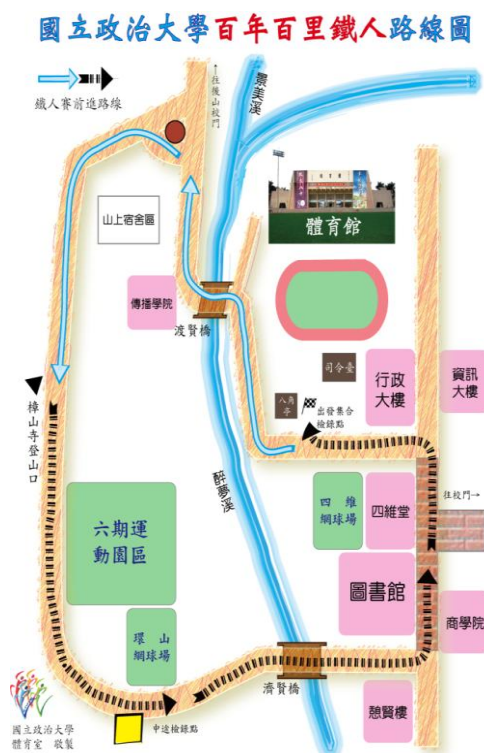 國立政治大學百年百里鐵人路線圖
鐵人賽前進路線
↑往後山校門
景美溪
山上宿舍區
體育館
傳播學院
渡賢橋
司令臺
行政
大樓
資訊
大樓
八角
亭
出發集合
檢錄點
樟山寺登山口
醉夢溪
往校門→
六期運
動園區
四維
網球場
四維堂
圖書館
環山
網球場
商學院
濟賢橋
憩賢樓
中途檢錄點
國立政治大學
體育室 敬製